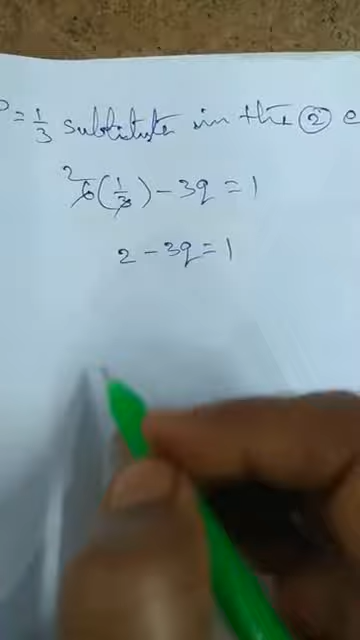 P = 1/3 substitute in the ② e
6(1/3) - 3q = 1
2 - 3q = 1